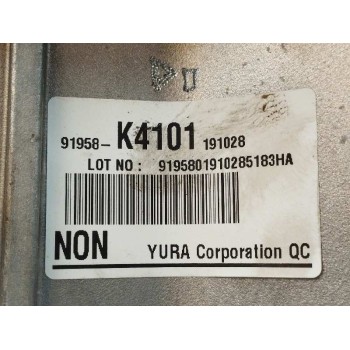 91958-K4101 191028
LOT NO : 9195801910285183HA
NON YURA Corporation QC